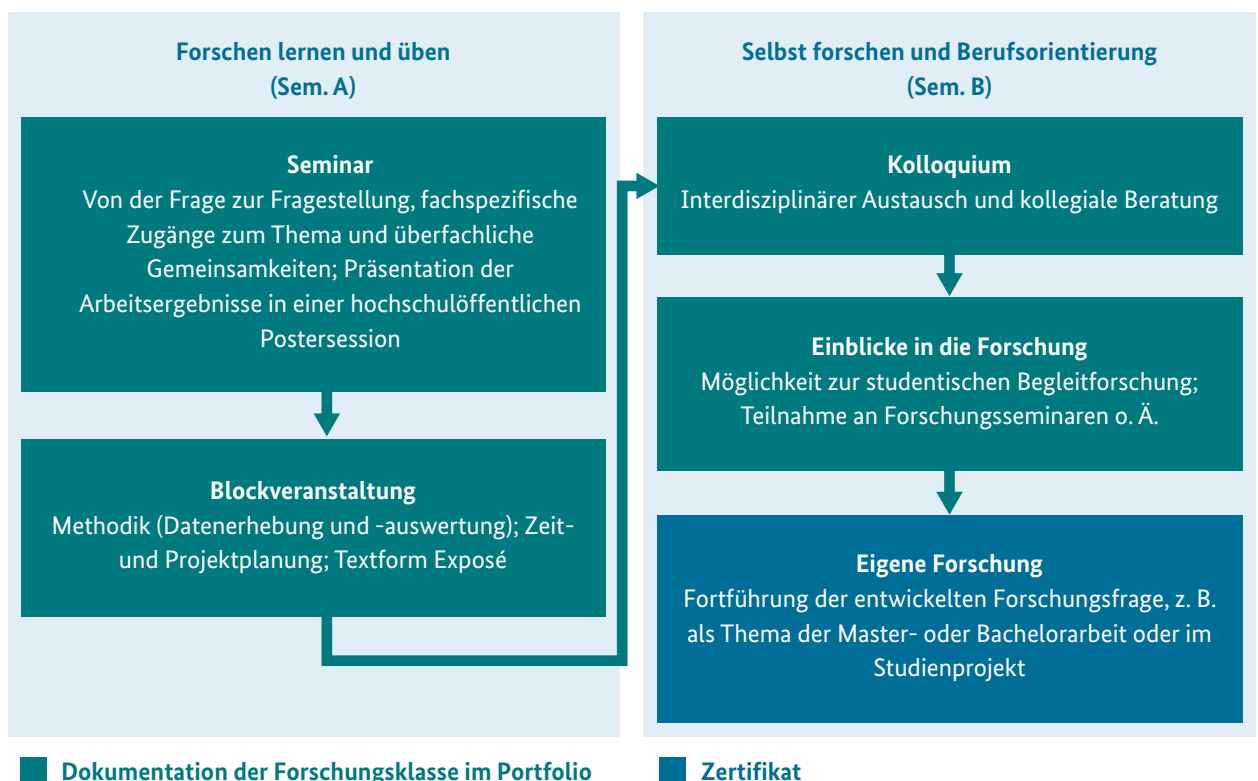 Forschen lernen und üben
(Sem. A)
Seminar
Von der Frage zur Fragestellung, fachspezifische
Zugänge zum Thema und überfachliche
Gemeinsamkeiten; Präsentation der
Arbeitsergebnisse in einer hochschulöffentlichen
Postersession
Blockveranstaltung
Methodik (Datenerhebung und -auswertung); Zeit-
und Projektplanung; Textform Exposé
Selbst forschen und Berufsorientierung
(Sem. B)
Kolloquium
Interdisziplinärer Austausch und kollegiale Beratung
Einblicke in die Forschung
Möglichkeit zur studentischen Begleitforschung;
Teilnahme an Forschungsseminaren o. Ä.
Eigene Forschung
Fortführung der entwickelten Forschungsfrage, z. B.
als Thema der Master- oder Bachelorarbeit oder im
Studienprojekt
Dokumentation der Forschungsklasse im Portfolio
Zertifikat